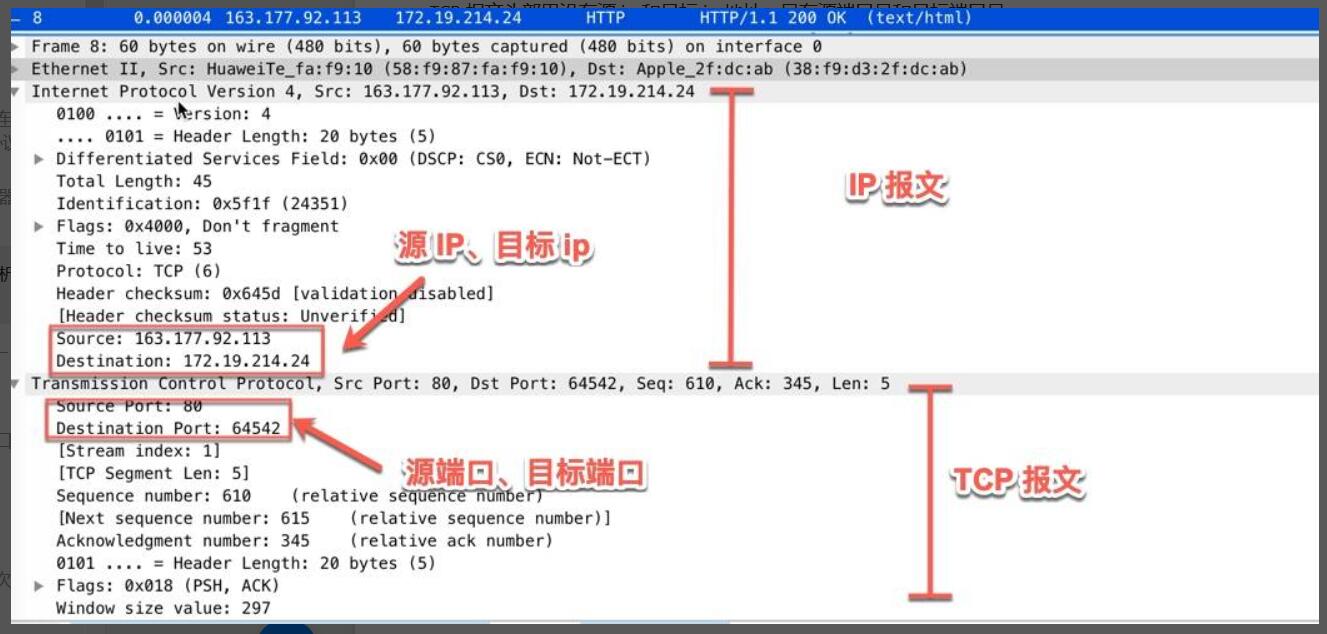 8 0.000004 163.177.92.113 172.19.214.24 HTTP HTTP/1.1 200 OK (text/html)
Frame 8: 60 bytes on wire (480 bits), 60 bytes captured (480 bits) on interface 0
Ethernet II, Src: HuaweiTe_fa:f9:10 (58:f9:87:fa:f9:10), Dst: Apple_2f:dc:ab (38:f9:d3:2f:dc:ab)
Internet Protocol Version 4, Src: 163.177.92.113, Dst: 172.19.214.24
0100 .... = Version: 4
.... 0101 = Header Length: 20 bytes (5)
Differentiated Services Field: 0x00 (DSCP: CS0, ECN: Not-ECT)
Total Length: 45
IP 报文
Identification: 0x5f1f (24351)
Flags: 0x4000, Don't fragment
Time to live: 53
源 IP、目标 ip
Protocol: TCP (6)
Header checksum: 0x645d [validation disabled]
[Header checksum status: Unverified]
Source: 163.177.92.113
Destination: 172.19.214.24
Transmission Control Protocol, Src Port: 80, Dst Port: 64542, Seq: 610, Ack: 345, Len: 5
Source Port: 80
Destination Port: 64542
[Stream index: 1]
[TCP Segment Len: 5]
源端口、目标端口
TCP 报文
Sequence number: 610 (relative sequence number)
[Next sequence number: 615 (relative sequence number)]
Acknowledgment number: 345 (relative ack number)
0101 .... = Header Length: 20 bytes (5)
Flags: 0x018 (PSH, ACK)
Window size value: 297